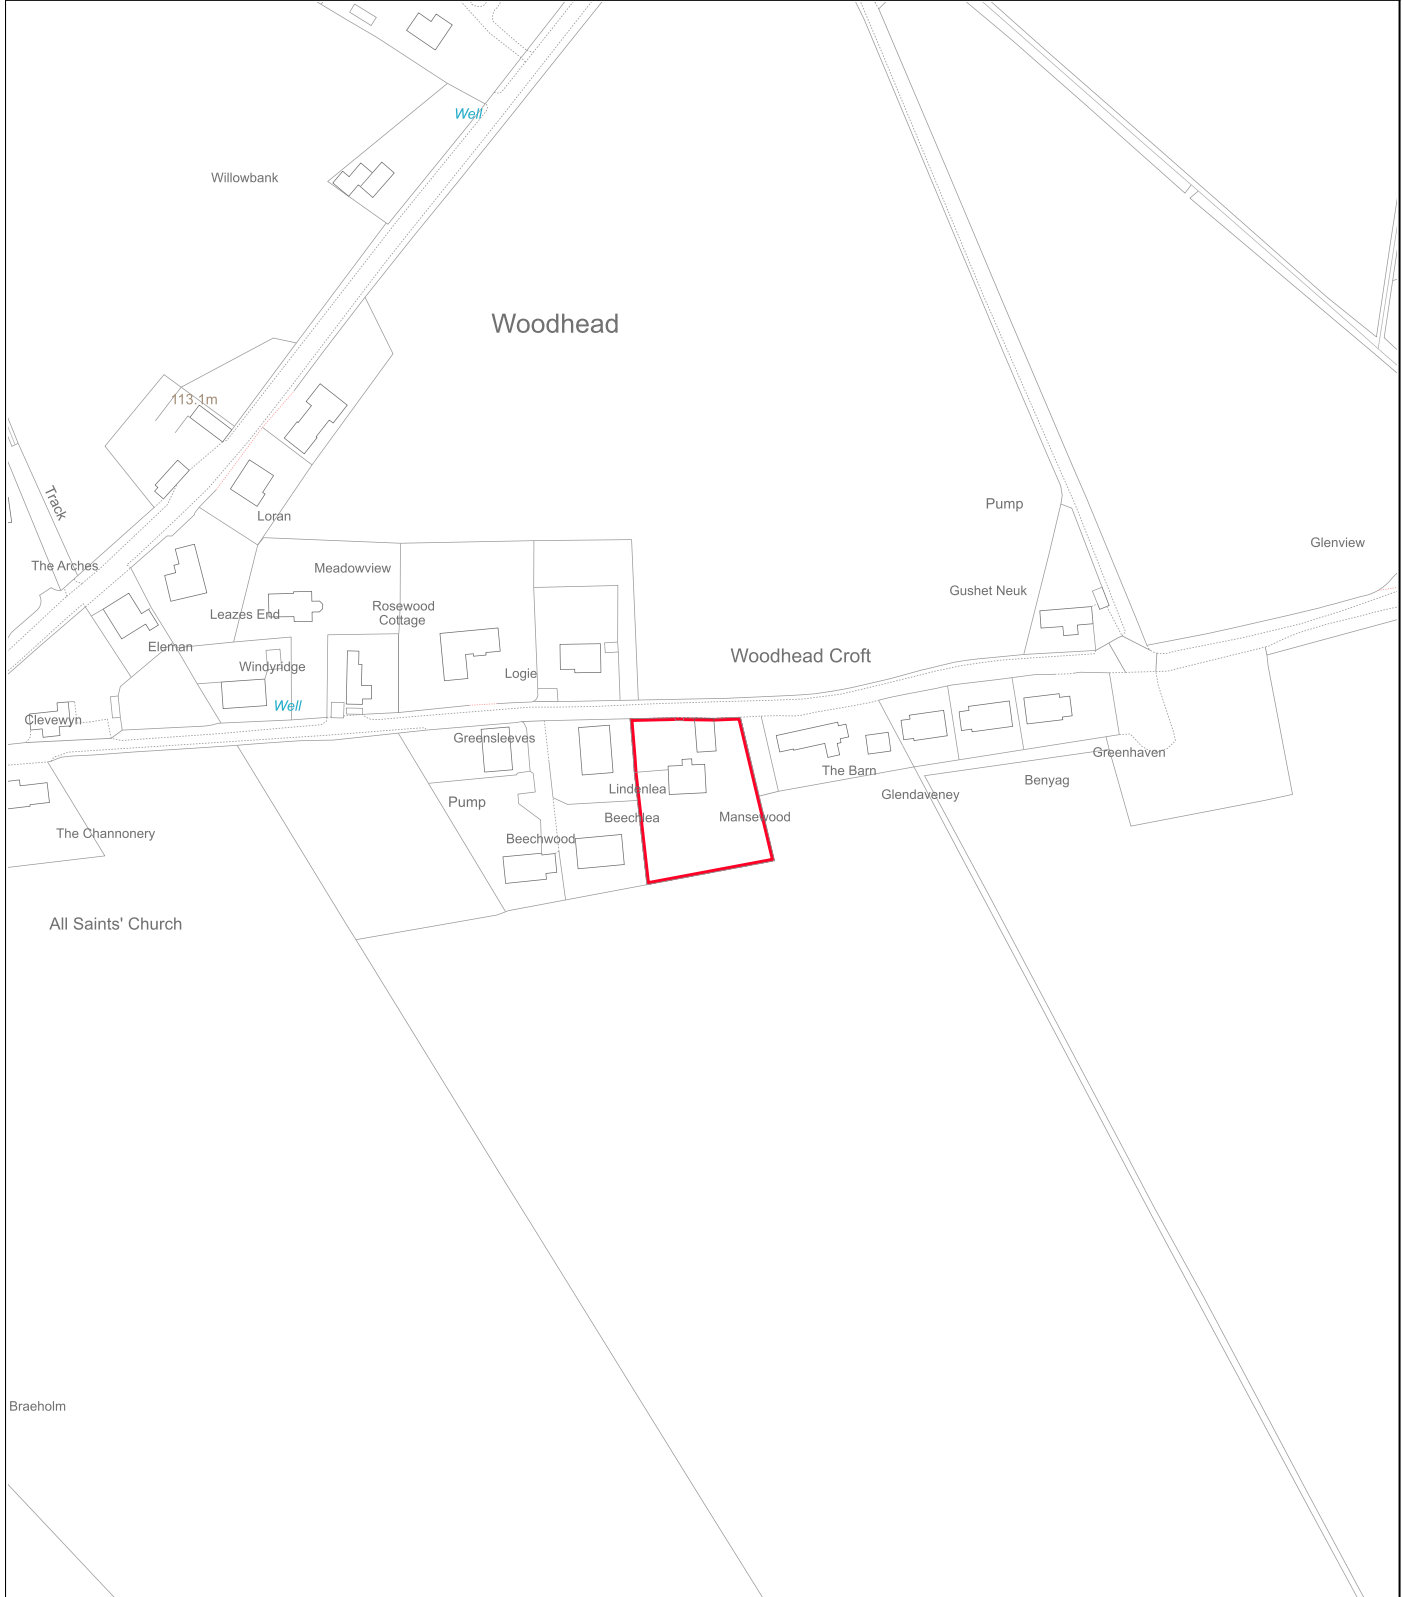 Well
Willowbank
Woodhead
113.1m
Track
Loran
Pump
Glenview
The Arches
Meadowview
Gushet Neuk
Leazes End
Rosewood
Cottage
Eleman
Windyridge
Logie
Woodhead Croft
Well
Clevewyn
Greensleeves
Greenhaven
The Barn
Benyag
Lindenlea
Glendaveney
Pump
Beechlea
Mansewood
The Channonery
Beechwood
All Saints' Church
Braeholm